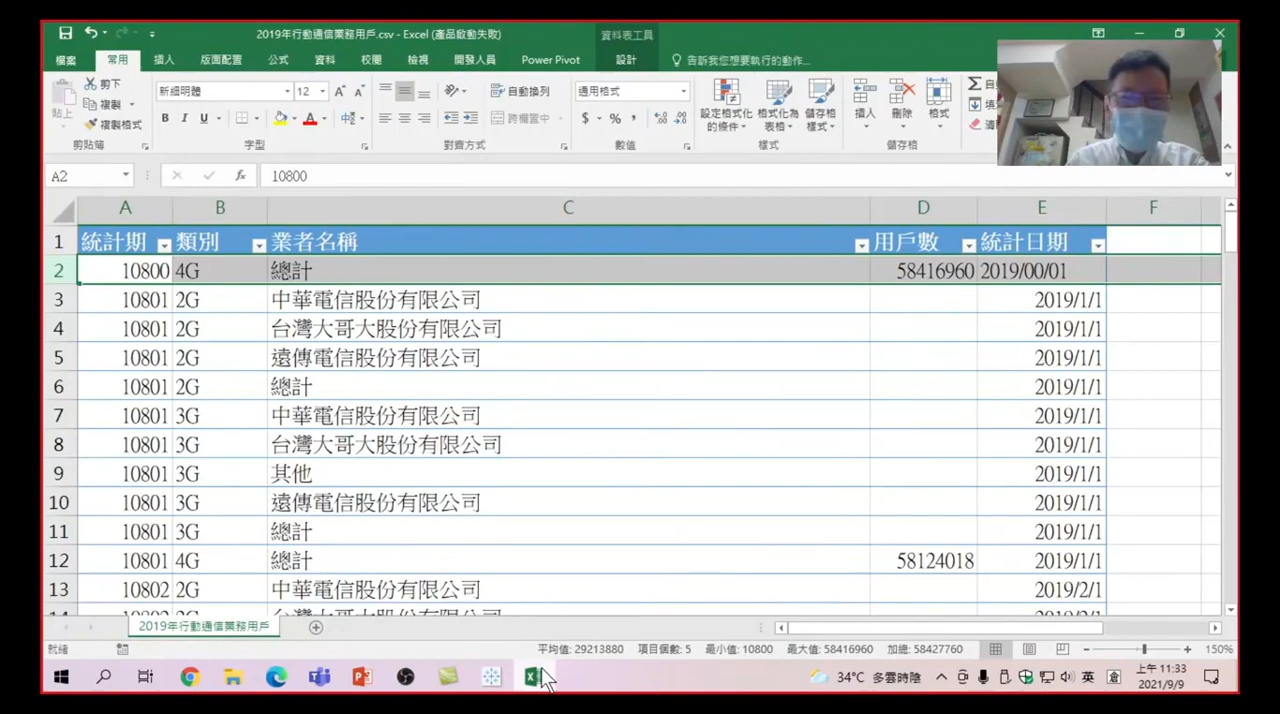 2019年行動通信業務用戶.csv - Excel (產品啟動失敗)
資料表工具
檔案 常用 插入 版面配置 公式 資料 校閱 檢視 開發人員 Power Pivot 設計 告訴我您想要執行的動作...
貼上
剪下
複製
複製格式
剪貼簿
新細明體 12
B I U
字型
自動換列
跨欄置中
對齊方式
通用格式
$ % ,
數值
設定格式化的條件
格式化為表格
儲存格樣式
樣式
插入 刪除 格式
儲存格
A2 fx 10800
A B C D E F
1 統計期 類別 業者名稱 用戶數 統計日期
2 10800 4G 總計 58416960 2019/00/01
3 10801 2G 中華電信股份有限公司 2019/1/1
4 10801 2G 台灣大哥大股份有限公司 2019/1/1
5 10801 2G 遠傳電信股份有限公司 2019/1/1
6 10801 2G 總計 2019/1/1
7 10801 3G 中華電信股份有限公司 2019/1/1
8 10801 3G 台灣大哥大股份有限公司 2019/1/1
9 10801 3G 其他 2019/1/1
10 10801 3G 遠傳電信股份有限公司 2019/1/1
11 10801 3G 總計 2019/1/1
12 10801 4G 總計 58124018 2019/1/1
13 10802 2G 中華電信股份有限公司 2019/2/1
2019年行動通信業務用戶
就緒 平均值: 29213880 項目個數: 5 最小值: 10800 最大值: 58416960 加總: 58427760 150%
34°C 多雲時陰 英 上午 11:33
2021/9/9